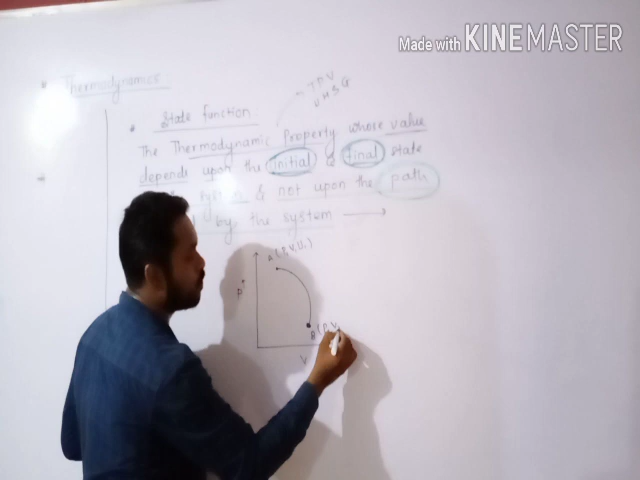 Made with KINEMASTER
Thermodynamics
T P V
U H S G
State function
The Thermodynamic Property whose value
depends upon the initial & final state
& not upon the path
by the system
A (P, V, U,)
P
B (P, V
V